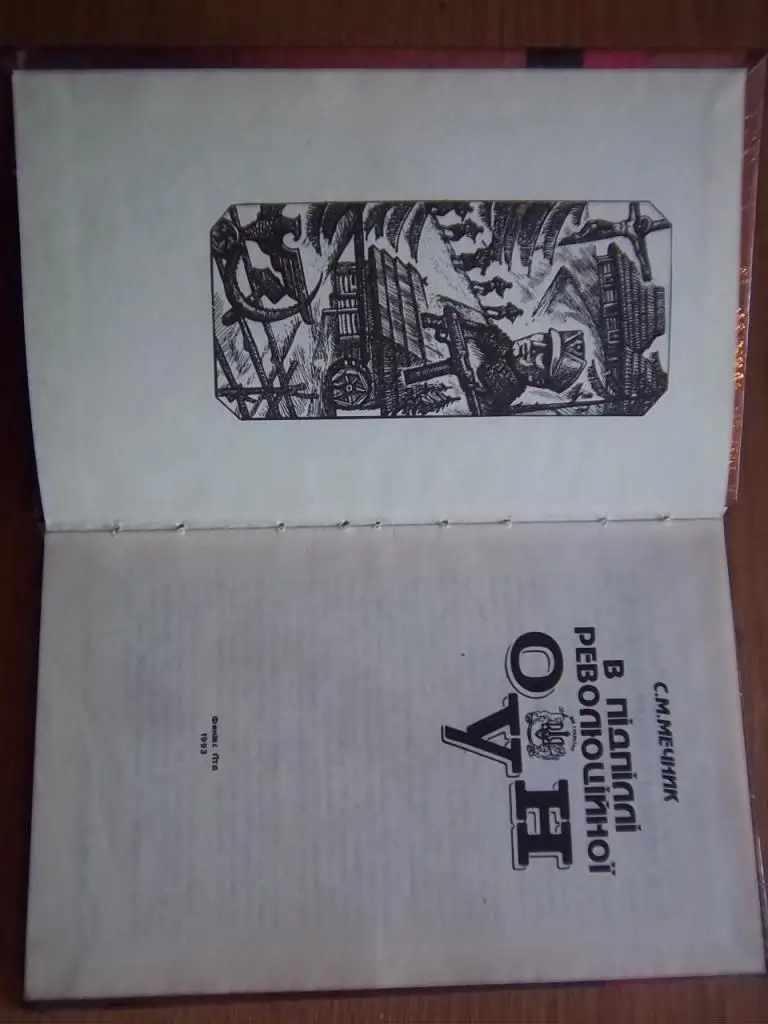 С.М.МЕЧНИК
В ПІДПІЛЛІ
РЕВОЛЮЦІЙНОЇ
ОУН
Фенікс Лтд
1993